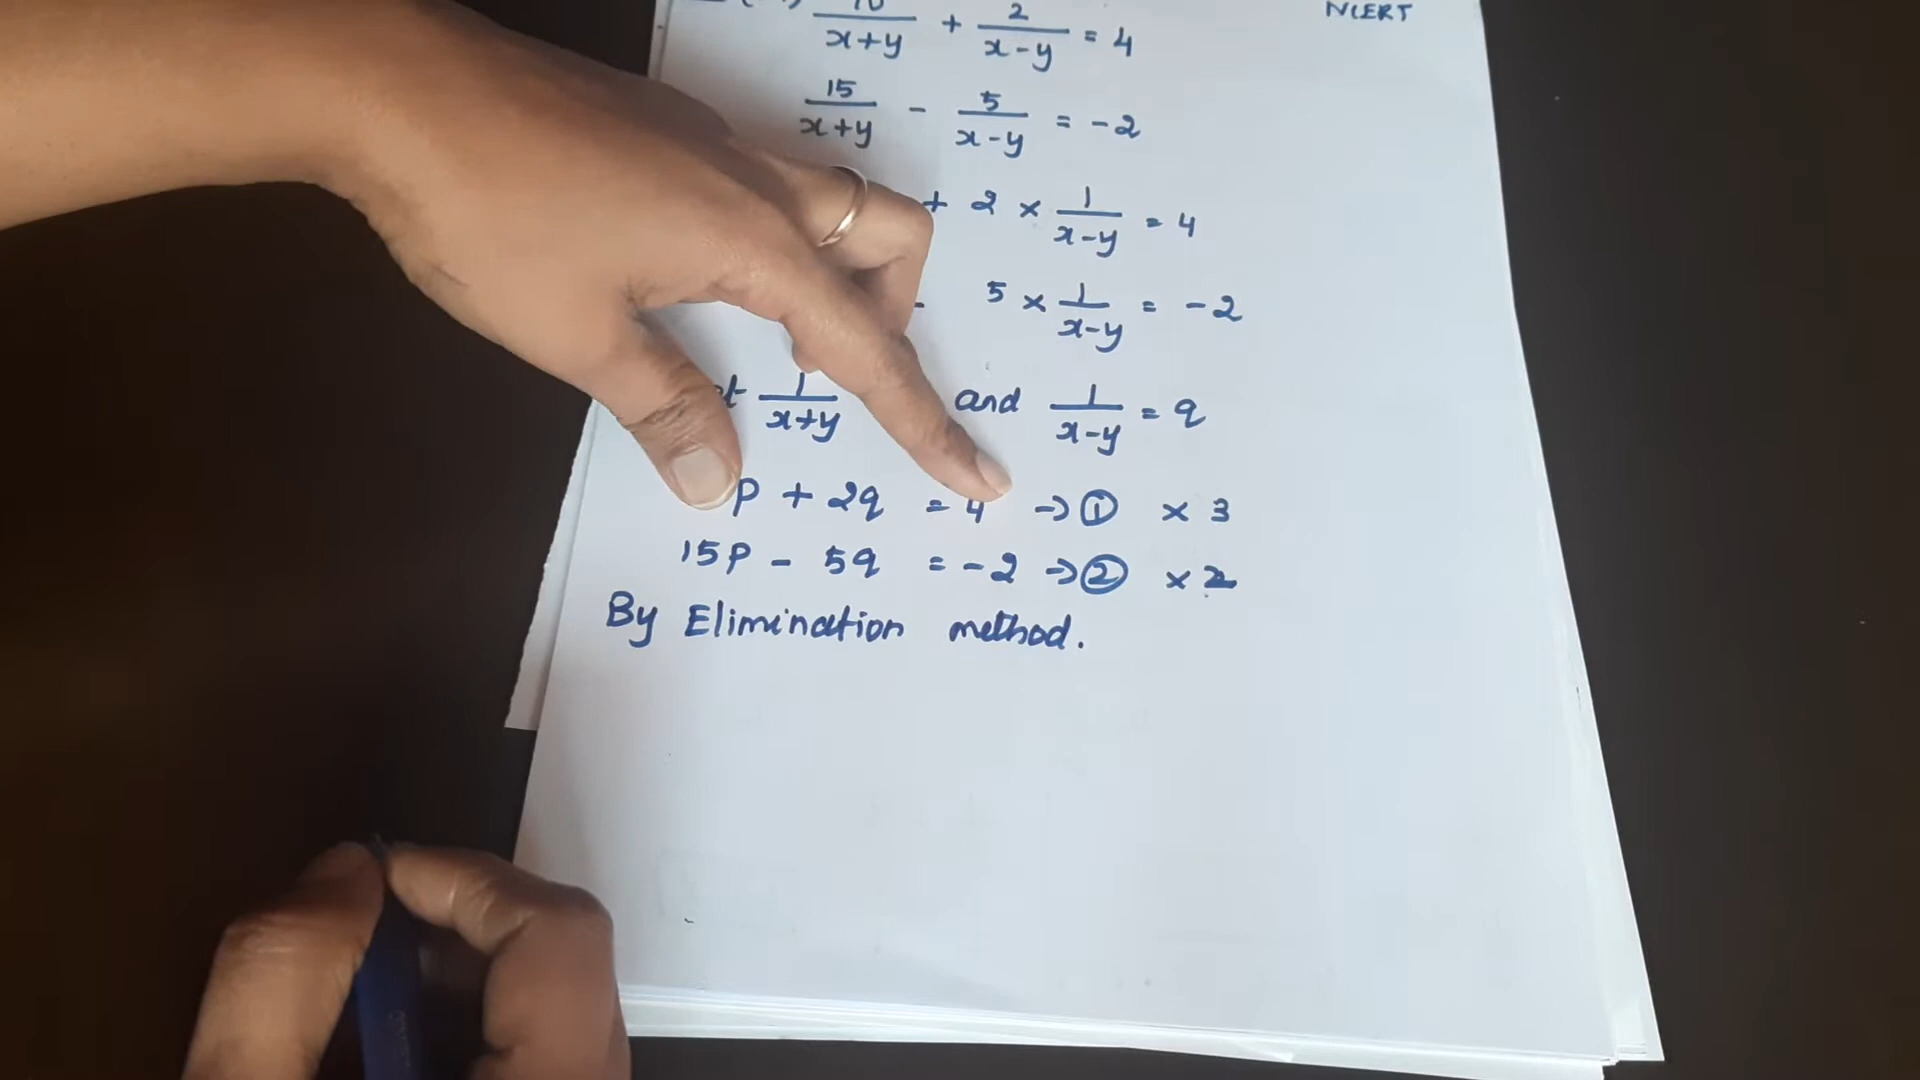 NCERT
10/x+y + 2/x-y = 4
15/x+y - 5/x-y = -2
+ 2 × 1/x-y = 4
- 5 × 1/x-y = -2
1/x+y and 1/x-y = q
p + 2q = 4 → ① × 3
15p - 5q = -2 → ② × 2
By Elimination method.